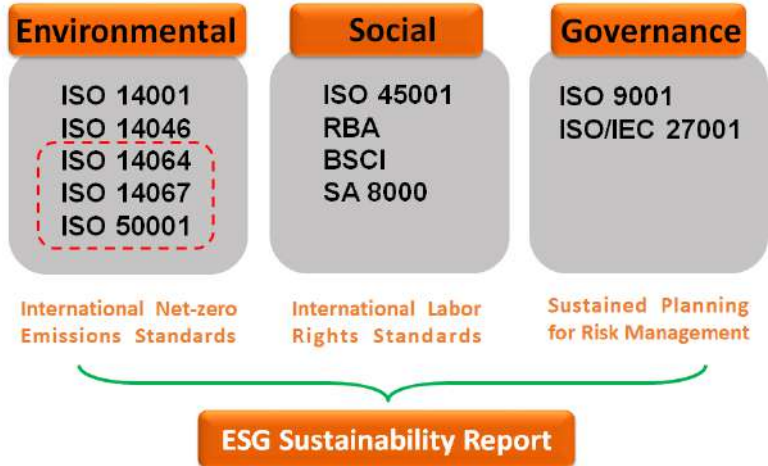 Environmental
ISO 14001
ISO 14046
ISO 14064
ISO 14067
ISO 50001
International Net-zero
Emissions Standards
Social
ISO 45001
RBA
BSCI
SA 8000
International Labor
Rights Standards
Governance
ISO 9001
ISO/IEC 27001
Sustained Planning
for Risk Management
ESG Sustainability Report